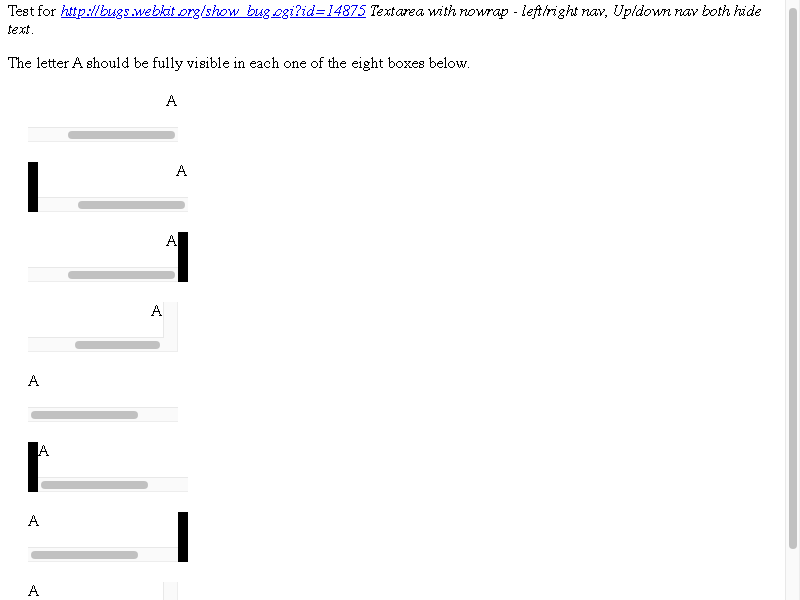 Test for http://bugs.webkit.org/show_bug.cgi?id=14875 Textarea with nowrap - left/right nav, Up/down nav both hide
text.
The letter A should be fully visible in each one of the eight boxes below.
A
A
A
A
A
A
A
A